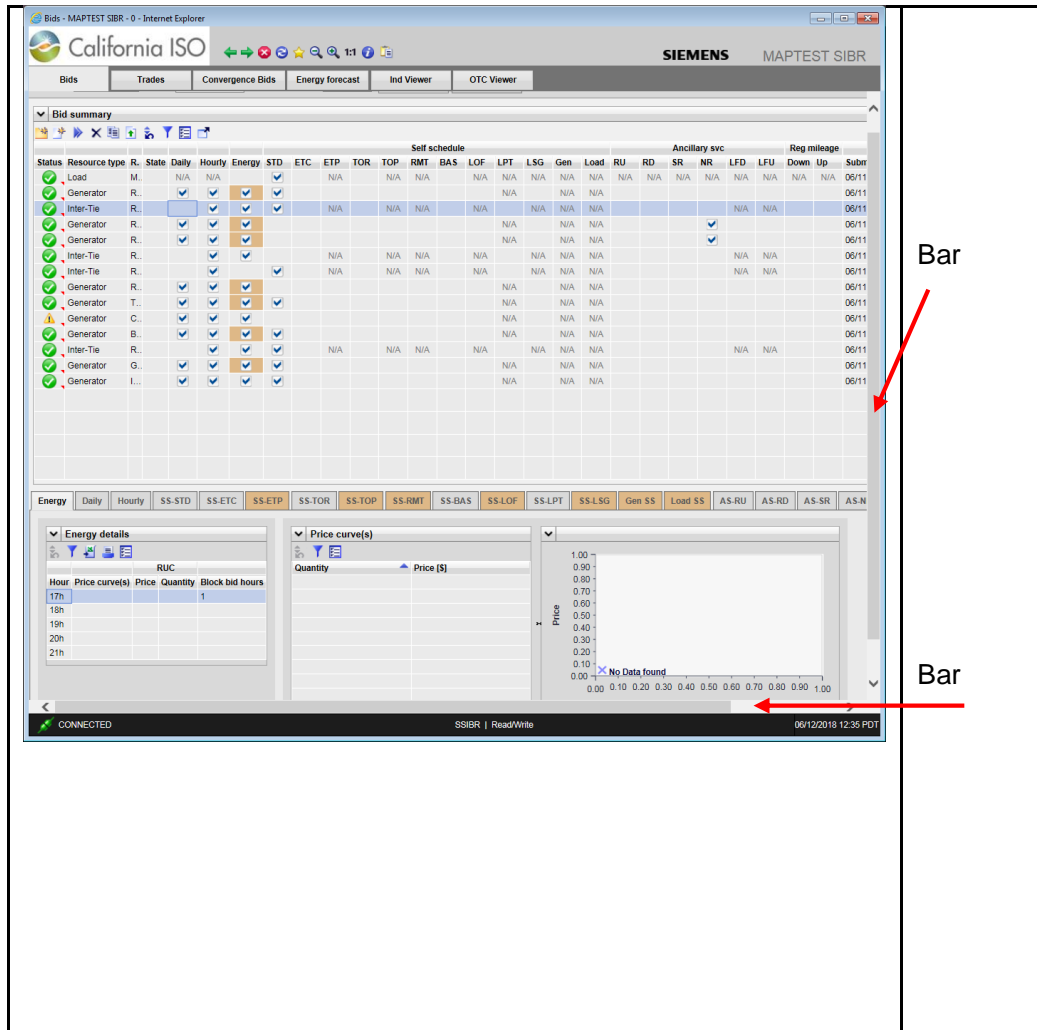 Bids - MAPTEST SIBR - 0 - Internet Explorer
California ISO 1:1 SIEMENS MAPTEST SIBR
Bids Trades Convergence Bids Energy forecast Ind Viewer OTC Viewer
Bid summary
Self schedule Ancillary svc Reg mileage
Status Resource type R. State Daily Hourly Energy STD ETC ETP TOR TOP RMT BAS LOF LPT LSG Gen Load RU RD SR NR LFD LFU Down Up Subm
Load M.. N/A N/A N/A N/A N/A N/A N/A N/A N/A N/A N/A N/A N/A N/A N/A N/A N/A N/A 06/11
Generator R.. N/A N/A N/A 06/11
Inter-Tie R.. N/A N/A N/A N/A N/A N/A N/A N/A N/A 06/11
Generator R.. N/A N/A N/A 06/11
Generator R.. N/A N/A N/A 06/11
Inter-Tie R.. N/A N/A N/A N/A N/A N/A N/A N/A N/A 06/11
Inter-Tie R.. N/A N/A N/A N/A N/A N/A N/A N/A N/A 06/11
Generator R.. N/A N/A N/A 06/11
Generator T.. N/A N/A N/A 06/11
Generator C.. N/A N/A N/A 06/11
Generator B.. N/A N/A N/A 06/11
Inter-Tie R.. N/A N/A N/A N/A N/A N/A N/A N/A N/A 06/11
Generator G.. N/A N/A N/A 06/11
Generator I... N/A N/A N/A 06/11
Bar
Energy Daily Hourly SS-STD SS-ETC SS-ETP SS-TOR SS-TOP SS-RMT SS-BAS SS-LOF SS-LPT SS-LSG Gen SS Load SS AS-RU AS-RD AS-SR AS-N
Energy details
RUC
Hour Price curve(s) Price Quantity Block bid hours
17h 1
18h
19h
20h
21h
Price curve(s)
Quantity Price [$]
Price
1.00
0.90
0.80
0.70
0.60
0.50
0.40
0.30
0.20
0.10
0.00
No Data found
0.00 0.10 0.20 0.30 0.40 0.50 0.60 0.70 0.80 0.90 1.00
Bar
CONNECTED SSIBR | Read/Write 06/12/2018 12:35 PDT